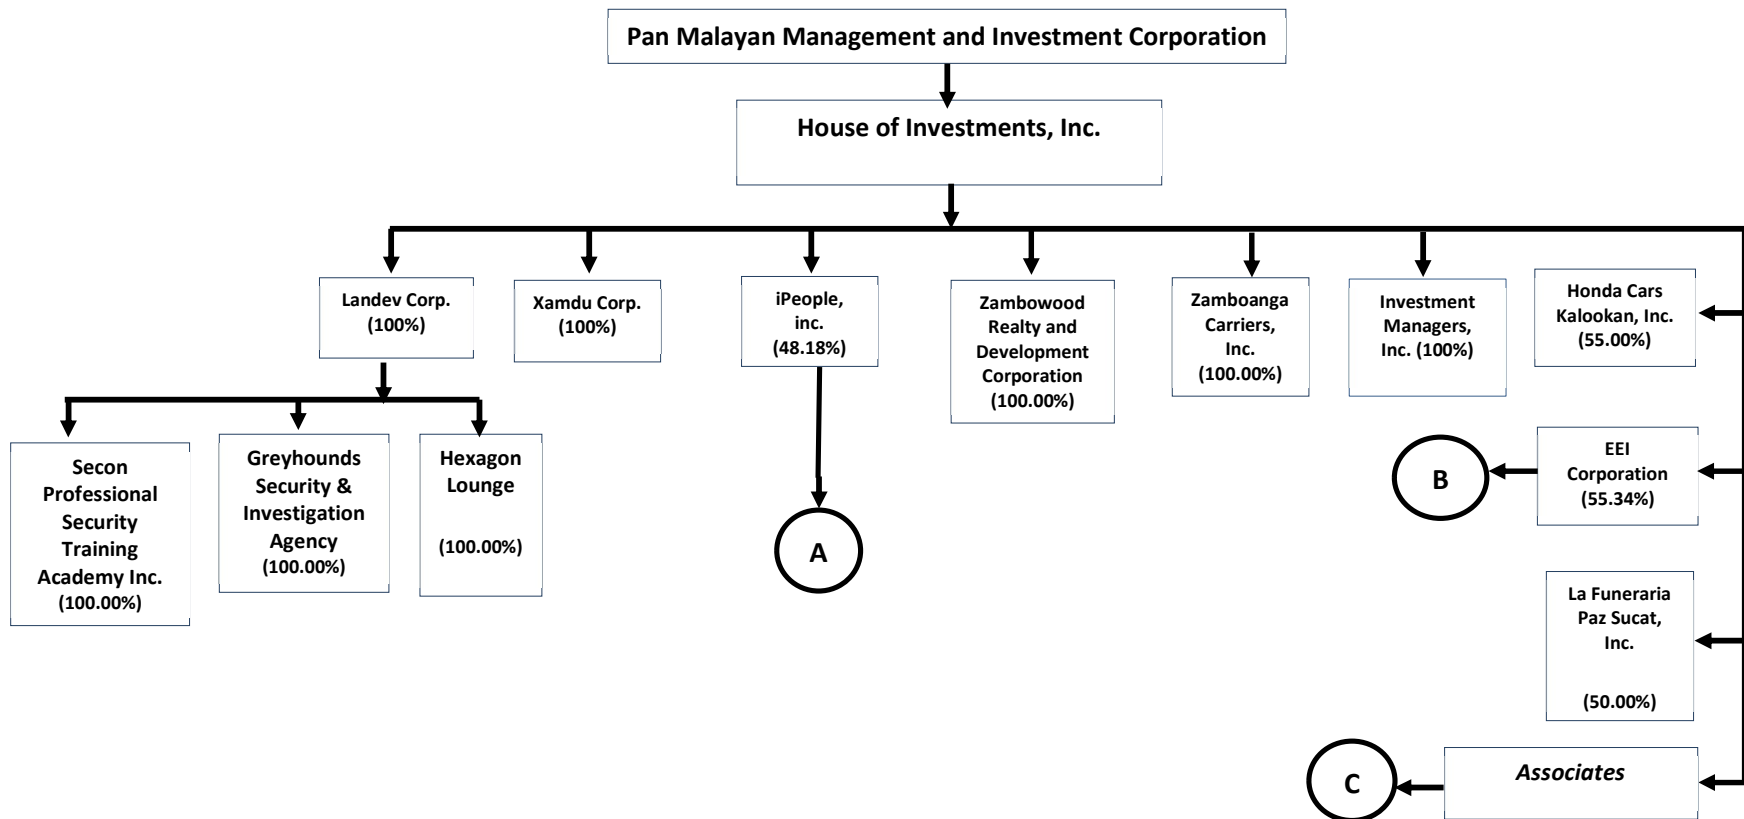 Pan Malayan Management and Investment Corporation
House of Investments, Inc.
Landev Corp.
(100%)
Xamdu Corp.
(100%)
iPeople,
inc.
(48.18%)
Zambowood
Realty and
Development
Corporation
(100.00%)
Zamboanga
Carriers,
Inc.
(100.00%)
Investment
Managers,
Inc. (100%)
Honda Cars
Kalookan, Inc.
(55.00%)
Secon
Professional
Security
Training
Academy Inc.
(100.00%)
Greyhounds
Security &
Investigation
Agency
(100.00%)
Hexagon
Lounge
(100.00%)
A
B
EEI
Corporation
(55.34%)
La Funeraria
Paz Sucat,
Inc.
(50.00%)
C
Associates